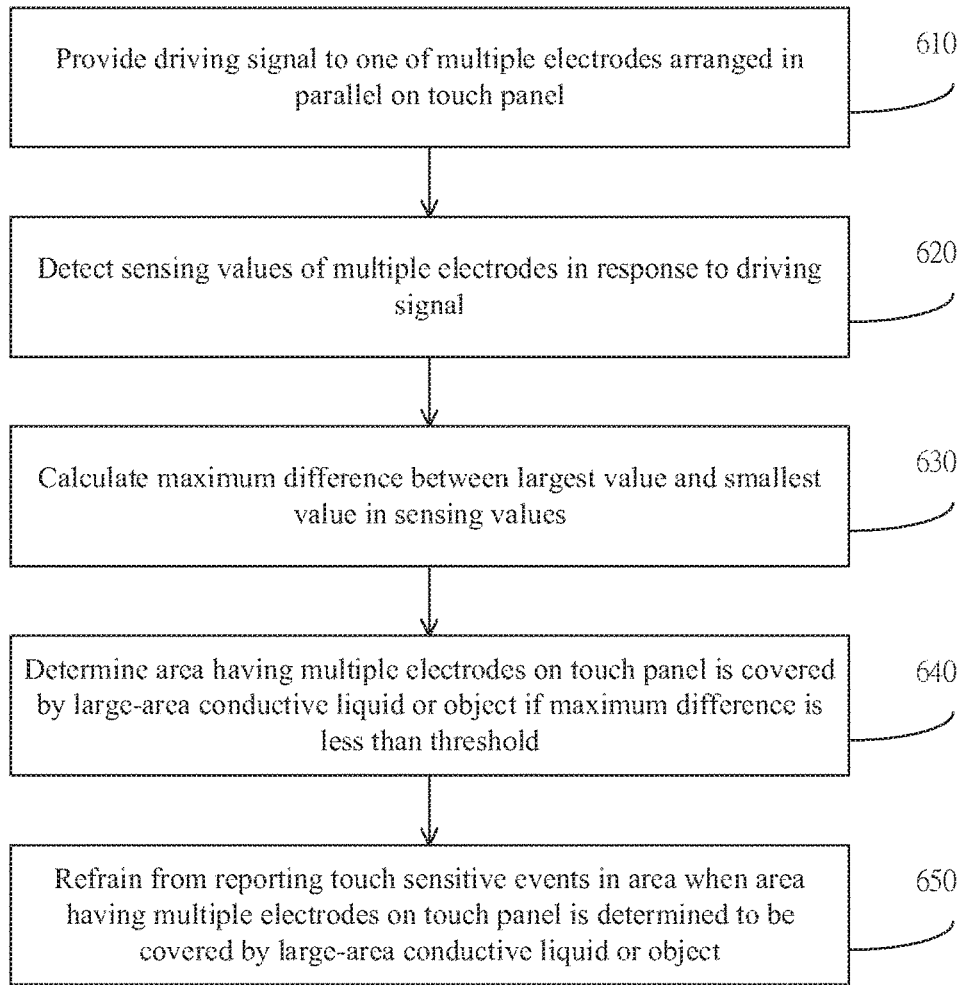 Provide driving signal to one of multiple electrodes arranged in
parallel on touch panel
610
Detect sensing values of multiple electrodes in response to driving
signal
620
Calculate maximum difference between largest value and smallest
value in sensing values
630
Determine area having multiple electrodes on touch panel is covered
by large-area conductive liquid or object if maximum difference is
less than threshold
640
Refrain from reporting touch sensitive events in area when area
having multiple electrodes on touch panel is determined to be
covered by large-area conductive liquid or object
650